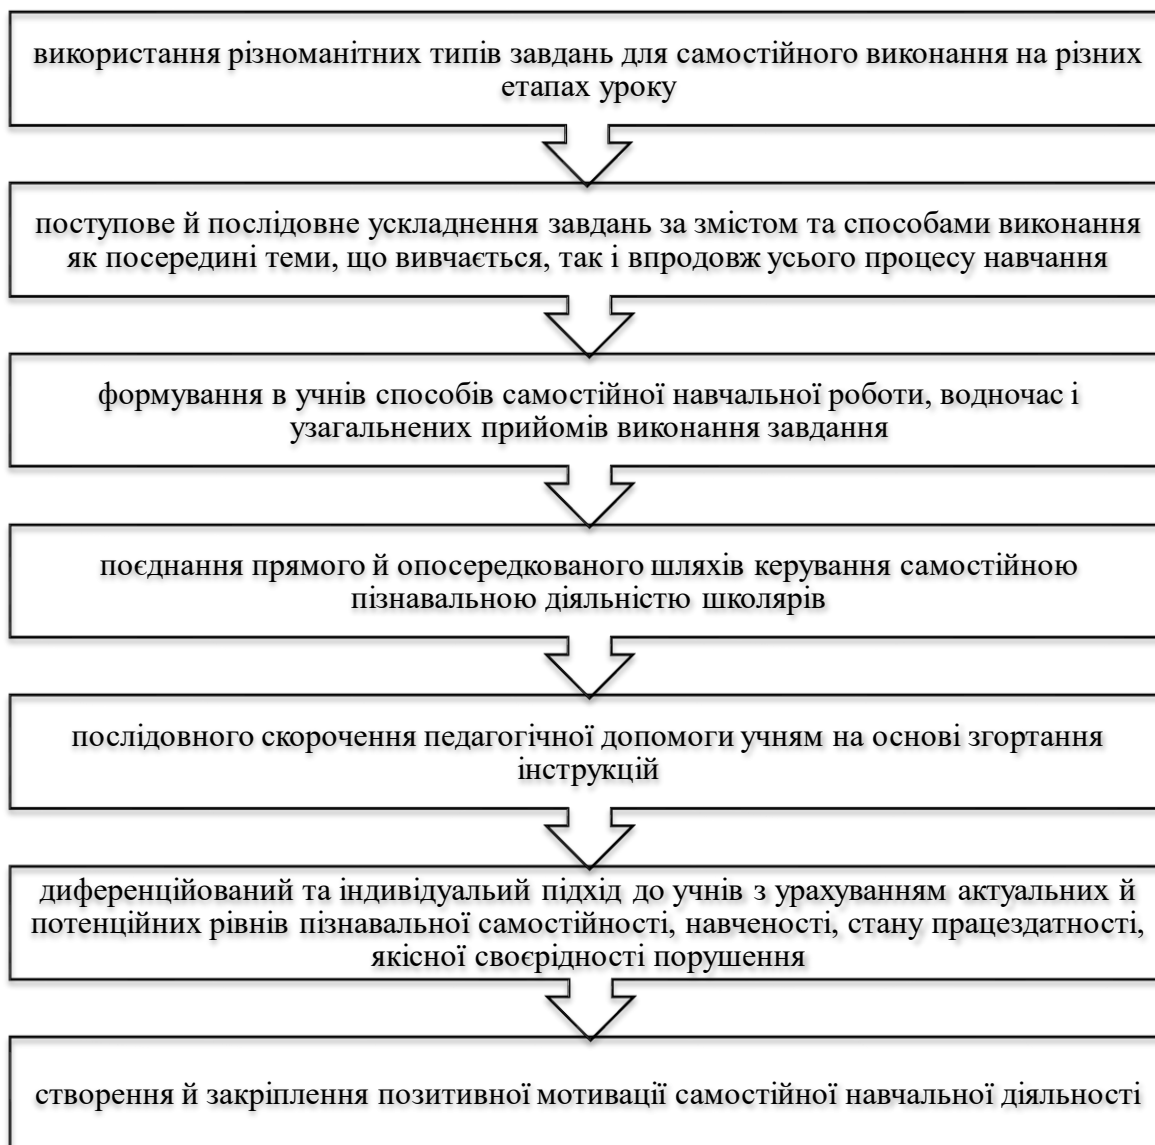 використання різноманітних типів завдань для самостійного виконання на різних
етапах уроку
поступове й послідовне ускладнення завдань за змістом та способами виконання
як посередині теми, що вивчається, так і впродовж усього процесу навчання
формування в учнів способів самостійної навчальної роботи, водночас і
узагальнених прийомів виконання завдання
поєднання прямого й опосередкованого шляхів керування самостійною
пізнавальною діяльністю школярів
послідовного скорочення педагогічної допомоги учням на основі згортання
інструкцій
диференційований та індивідуальий підхід до учнів з урахуванням актуальних й
потенційних рівнів пізнавальної самостійності, навченості, стану працездатності,
якісної своєрідності порушення
створення й закріплення позитивної мотивації самостійної навчальної діяльності